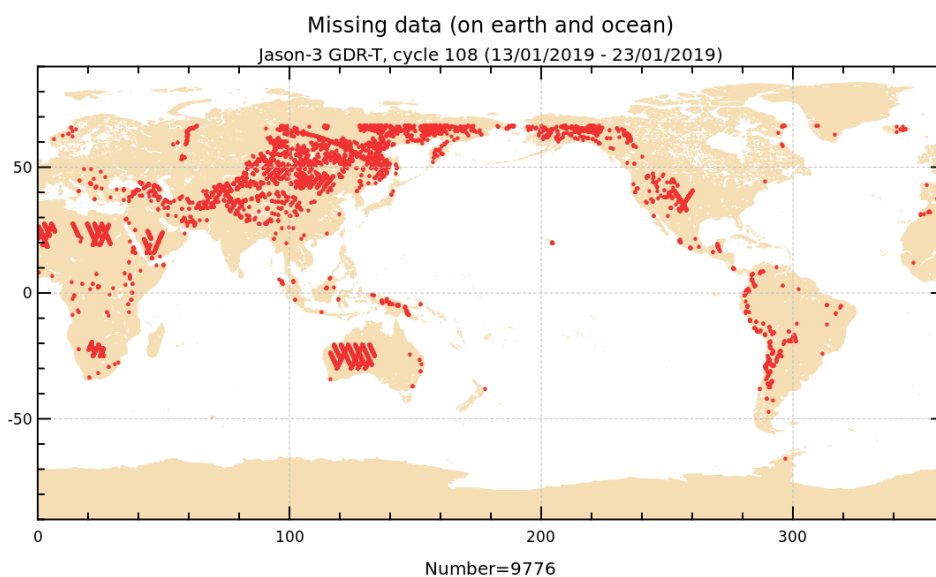 Missing data (on earth and ocean)
Jason-3 GDR-T, cycle 108 (13/01/2019 - 23/01/2019)
50
0
-50
0 100 200 300
Number=9776